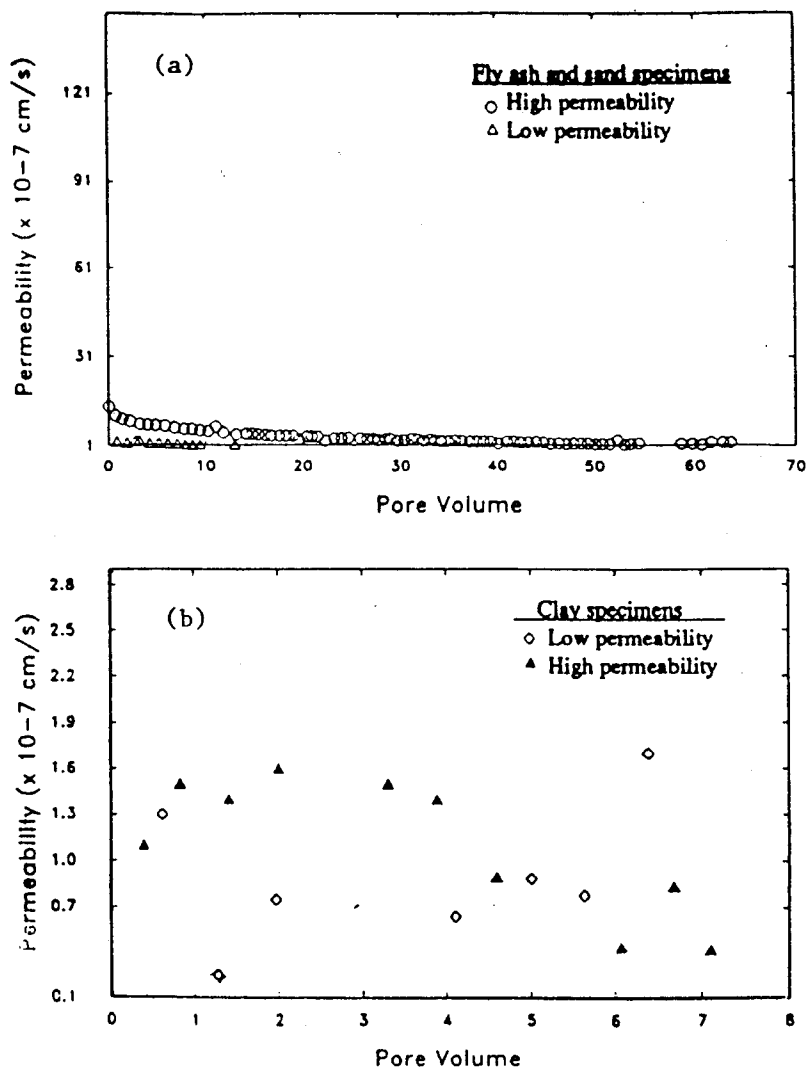 (a)
Fly ash and sand specimens
High permeability
Low permeability
Permeability (x 10-7 cm/s)
121
91
61
31
1
0 10 20 30 40 50 60 70
Pore Volume
(b)
Clay specimens
Low permeability
High permeability
Permeability (x 10-7 cm/s)
2.8
2.5
2.2
1.9
1.6
1.3
1.0
0.7
0.1
0 1 2 3 4 5 6 7 8
Pore Volume